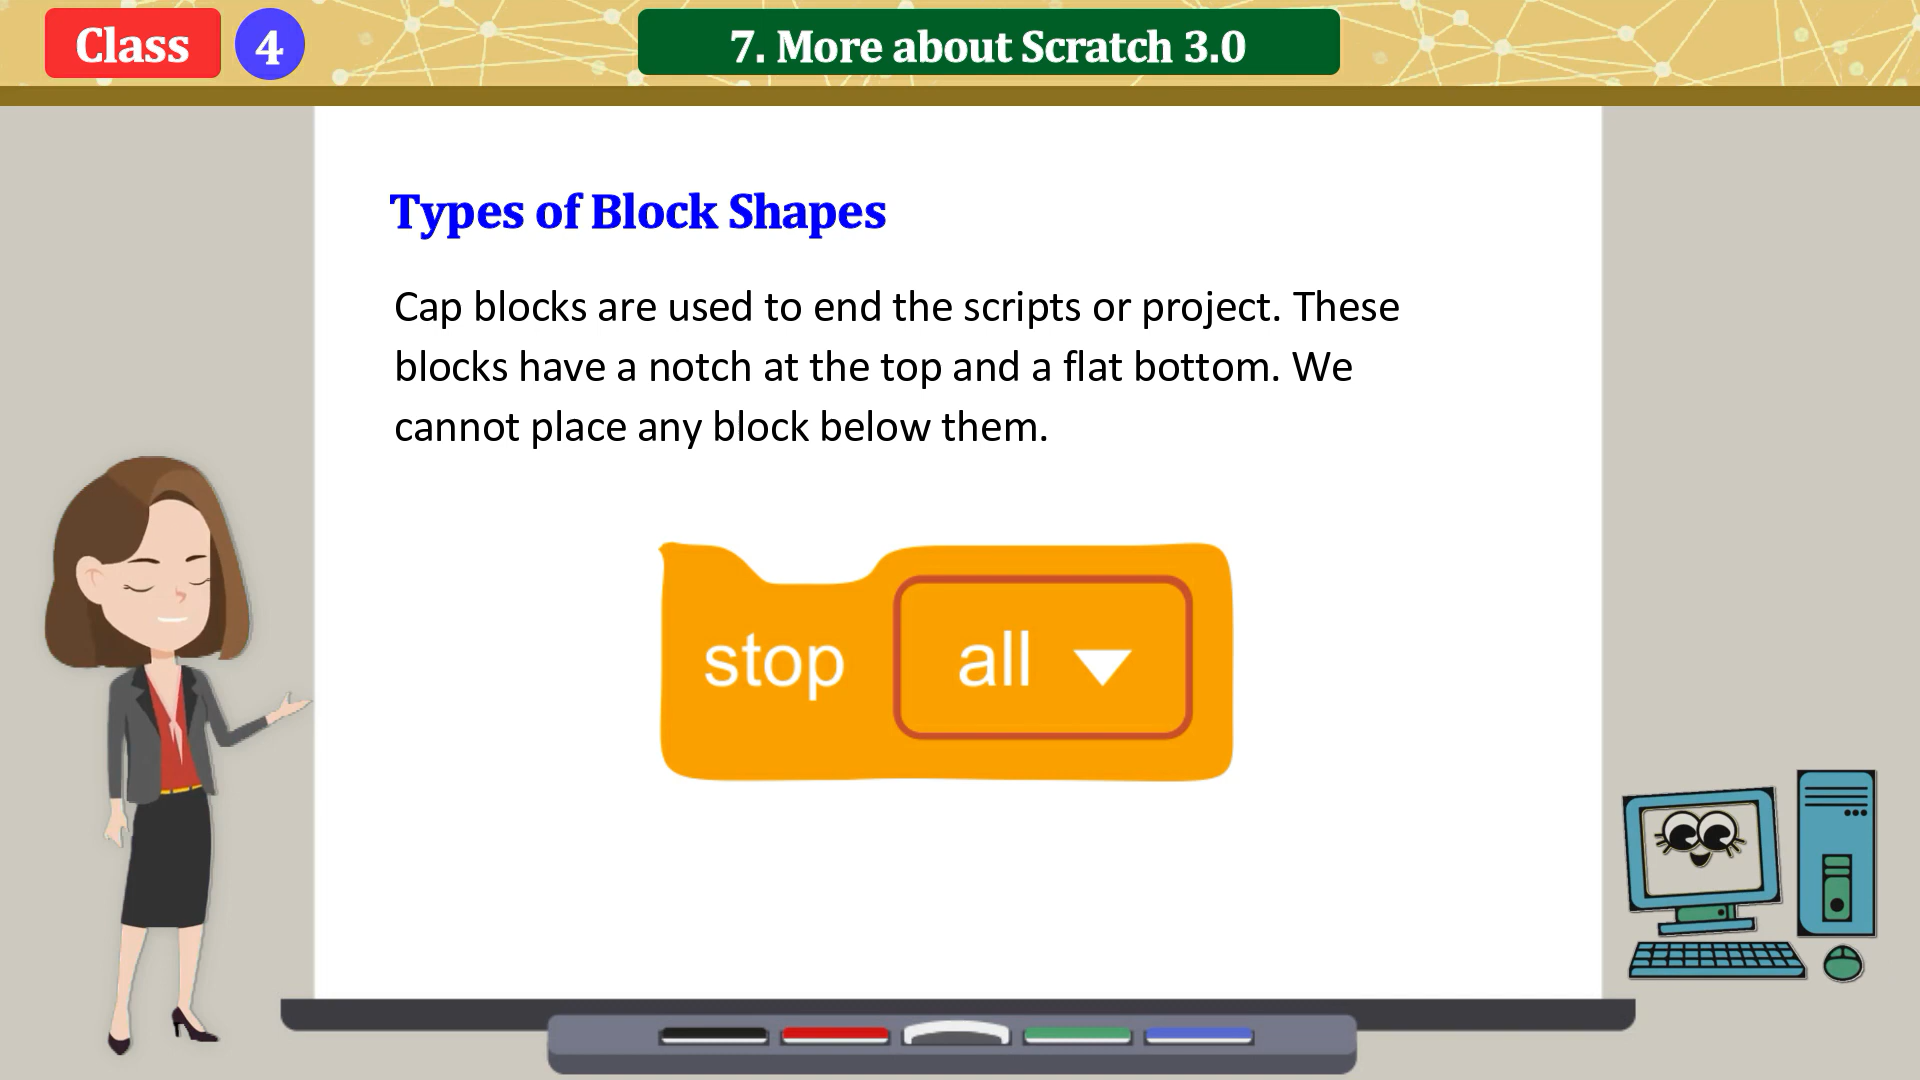 Class 4
7. More about Scratch 3.0
Types of Block Shapes
Cap blocks are used to end the scripts or project. These
blocks have a notch at the top and a flat bottom. We
cannot place any block below them.
stop all